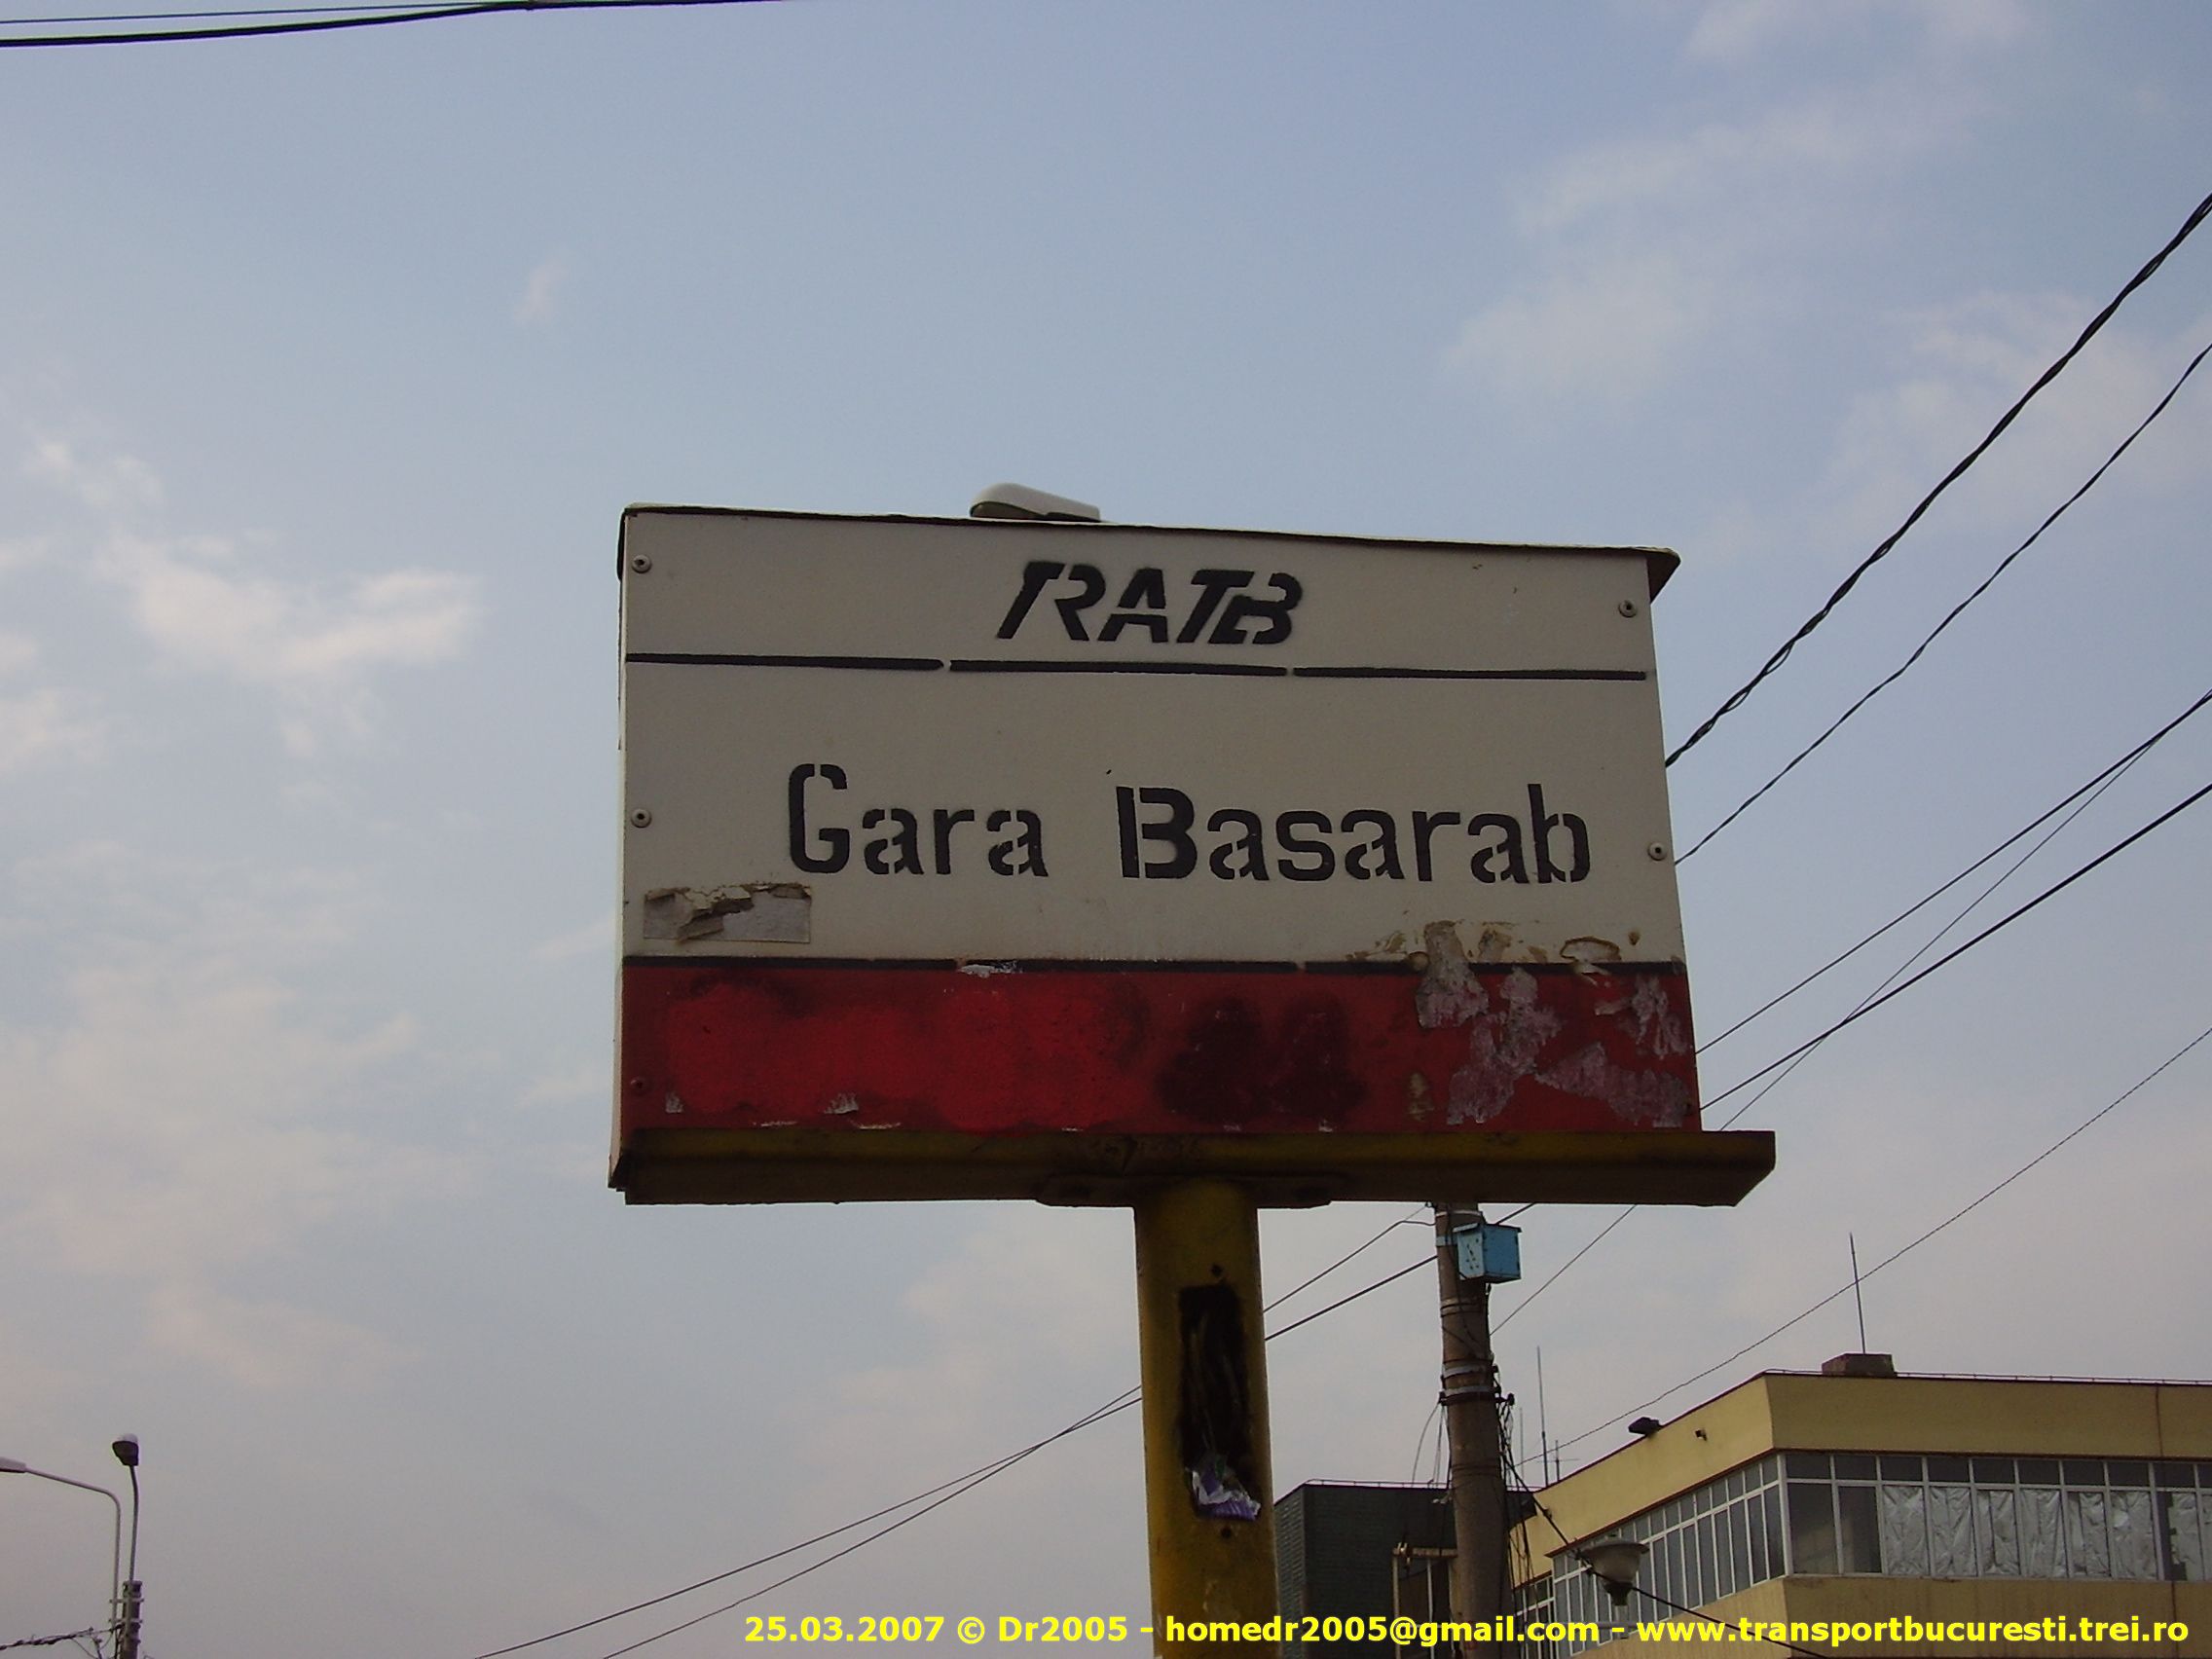 RATB
Gara Basarab
25.03.2007 © Dr2005 - homedr2005@gmail.com - www.transportbucuresti.trei.ro